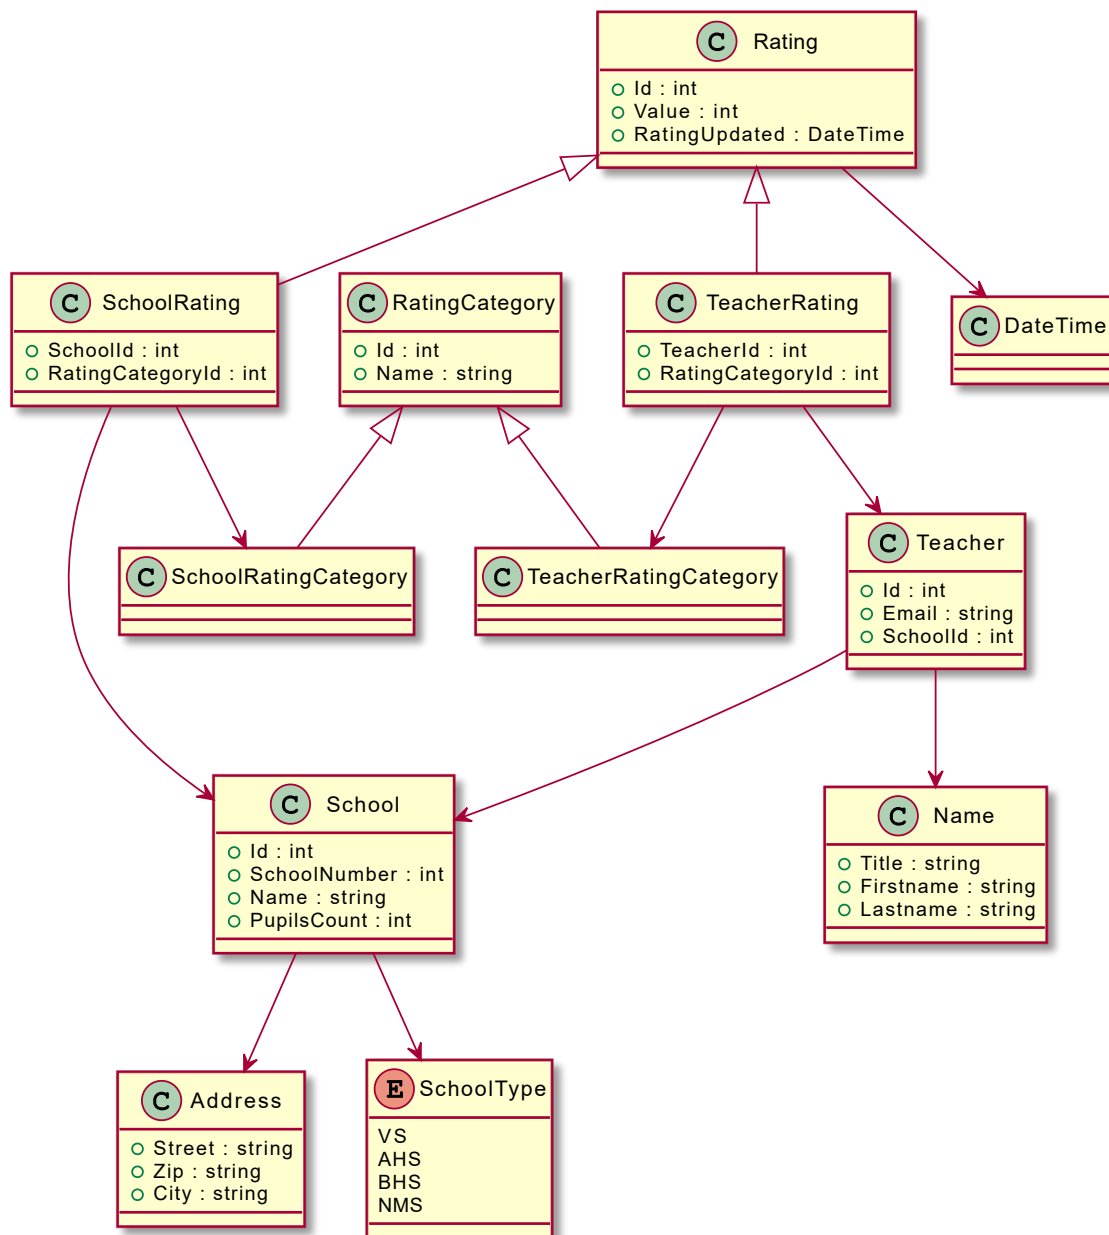 C Rating
Id : int
Value : int
RatingUpdated : DateTime
C SchoolRating
SchoolId : int
RatingCategoryId : int
C RatingCategory
Id : int
Name : string
C TeacherRating
TeacherId : int
RatingCategoryId : int
C DateTime
C SchoolRatingCategory
C TeacherRatingCategory
C Teacher
Id : int
Email : string
SchoolId : int
C School
Id : int
SchoolNumber : int
Name : string
PupilsCount : int
C Name
Title : string
Firstname : string
Lastname : string
C Address
Street : string
Zip : string
City : string
E SchoolType
VS
AHS
BHS
NMS